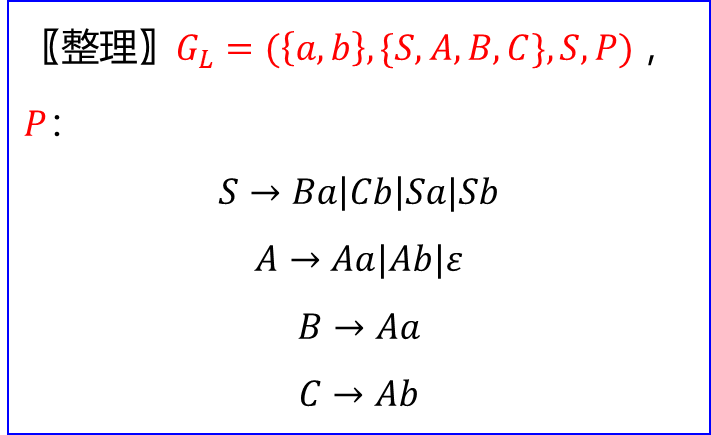 〖整理〗G_L = ({a, b}, {S, A, B, C}, S, P)，
P：
S → Ba|Cb|Sa|Sb
A → Aa|Ab|ε
B → Aa
C → Ab